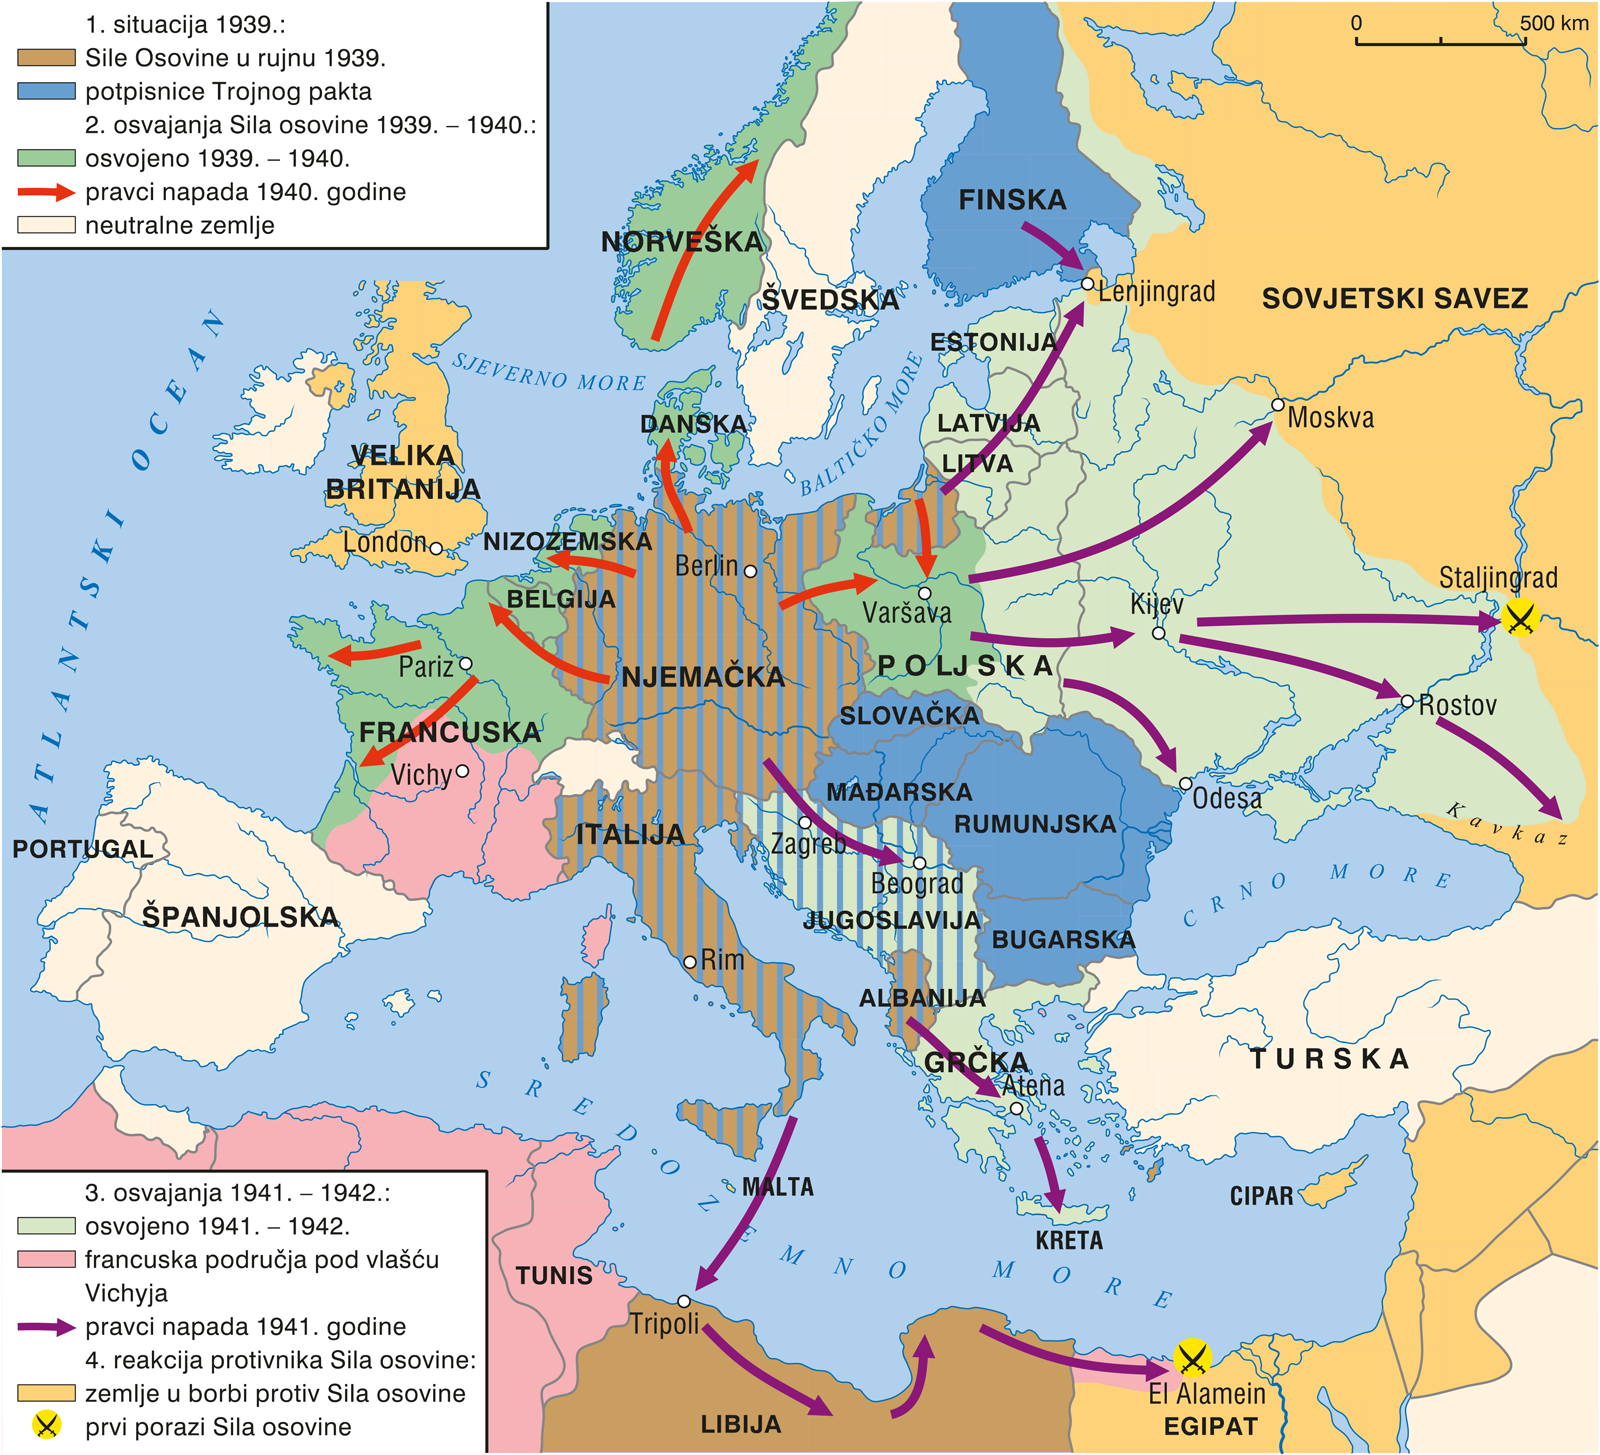 1. situacija 1939.:
Sile Osovine u rujnu 1939.
potpisnice Trojnog pakta
2. osvajanja Sila osovine 1939. – 1940.:
osvojeno 1939. – 1940.
pravci napada 1940. godine
neutralne zemlje
0 500 km
FINSKA
NORVEŠKA
ŠVEDSKA
Lenjingrad
SOVJETSKI SAVEZ
ATLANTSKI OCEAN
SJEVERNO MORE
ESTONIJA
BALTIČKO MORE
DANSKA
LATVIJA
Moskva
VELIKA
BRITANIJA
LITVA
London
NIZOZEMSKA
Berlin
Staljingrad
BELGIJA
Varšava
Kijev
Pariz
NJEMAČKA
POLJSKA
Rostov
SLOVAČKA
FRANCUSKA
Vichy
MAĐARSKA
Odesa
RUMUNJSKA
Kavkaz
ITALIJA
Zagreb
PORTUGAL
Beograd
CRNO MORE
ŠPANJOLSKA
JUGOSLAVIJA
BUGARSKA
Rim
ALBANIJA
GRČKA
TURSKA
Atena
SREDOZEMNO MORE
MALTA
CIPAR
KRETA
TUNIS
Tripoli
El Alamein
LIBIJA
EGIPAT
3. osvajanja 1941. – 1942.:
osvojeno 1941. – 1942.
francuska područja pod vlašću
Vichyja
pravci napada 1941. godine
4. reakcija protivnika Sila osovine:
zemlje u borbi protiv Sila osovine
prvi porazi Sila osovine